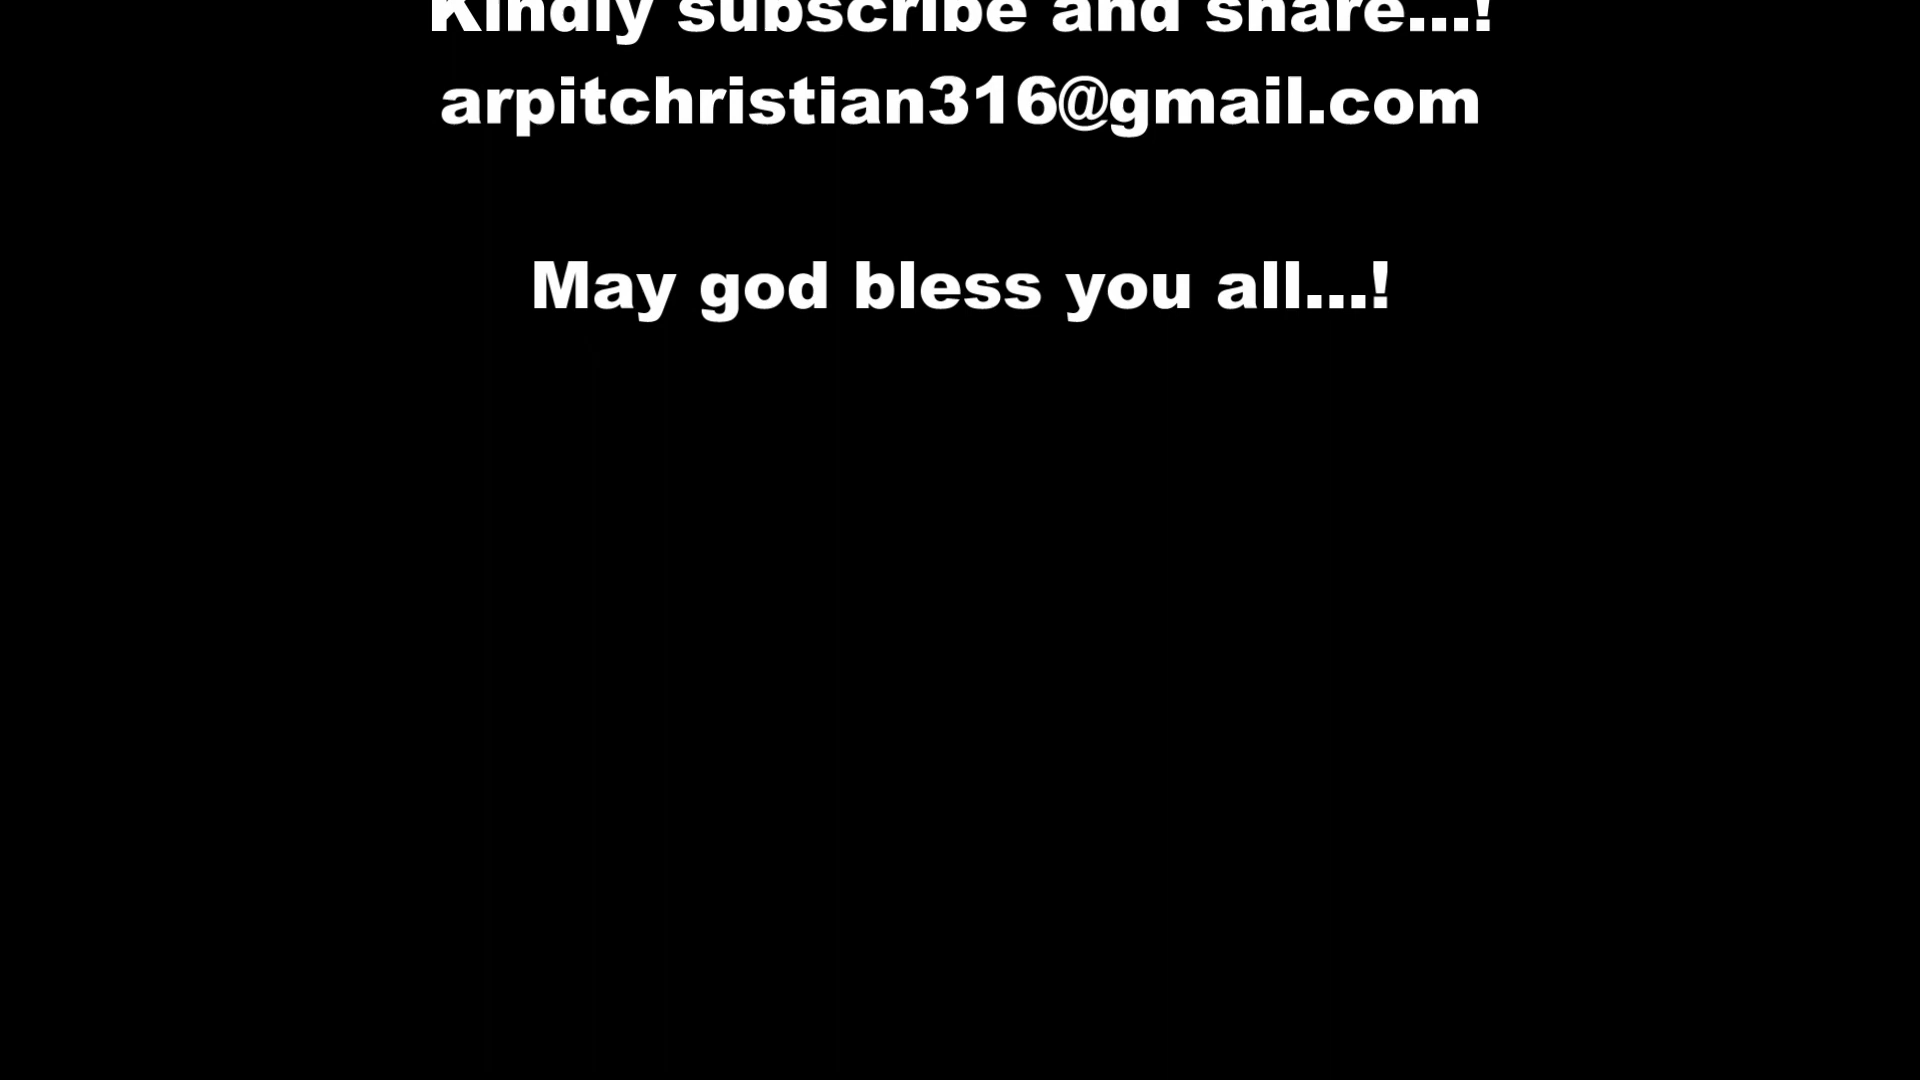 Kindly subscribe and share...!
arpitchristian316@gmail.com
May god bless you all...!